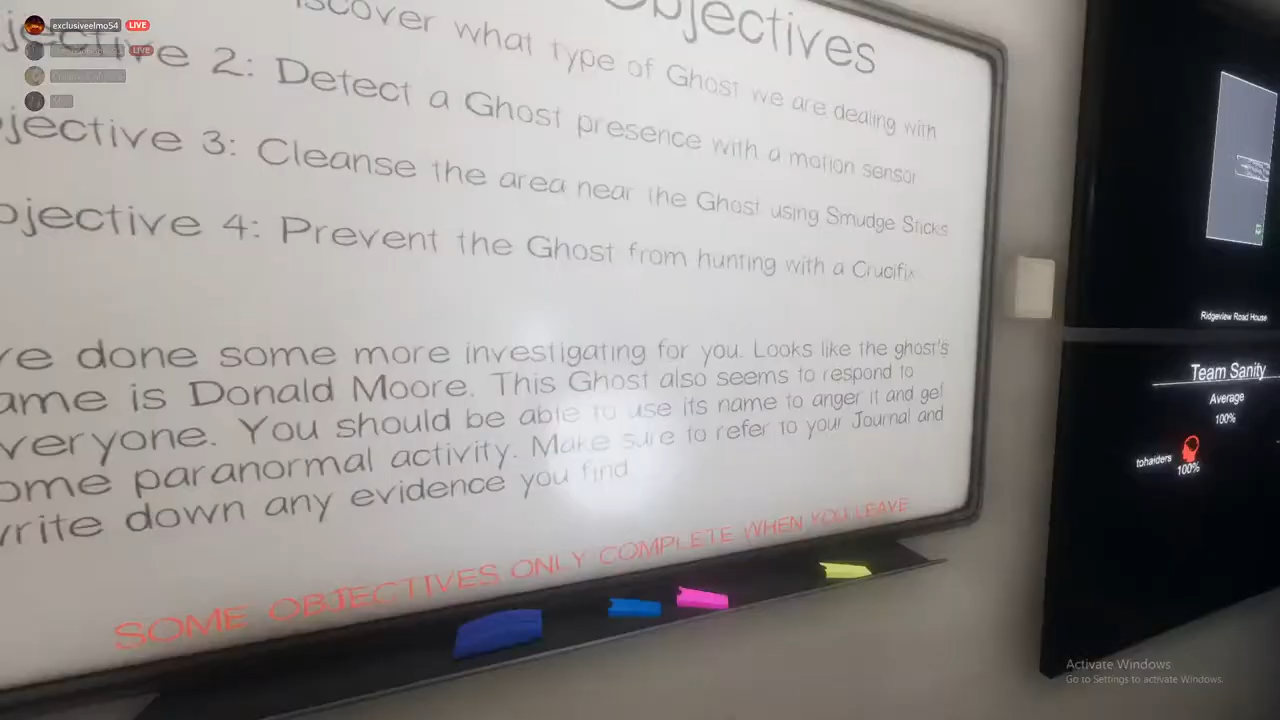 exclusiveelmo54 LIVE
LIVE
Objectives
iscover what type of Ghost we are dealing with
jective 2: Detect a Ghost presence with a motion sensor
bjective 3: Cleanse the area near the Ghost using Smudge Sticks
bjective 4: Prevent the Ghost from hunting with a Crucifix
've done some more investigating for you. Looks like the ghost's
ame is Donald Moore. This Ghost also seems to respond to
veryone. You should be able to use its name to anger it and get
ome paranormal activity. Make sure to refer to your Journal and
write down any evidence you find
SOME OBJECTIVES ONLY COMPLETE WHEN YOU LEAVE
Ridgeview Road House
Team Sanity
Average
100%
tohaiders
100%
Activate Windows
Go to Settings to activate Windows.